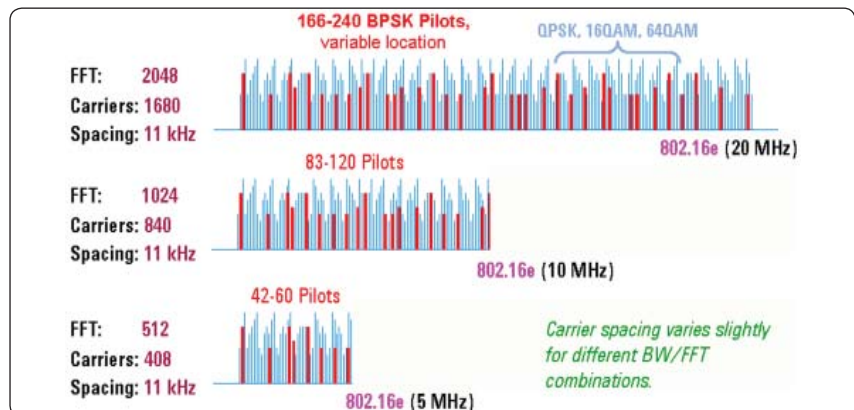 166-240 BPSK Pilots,
variable location
QPSK, 16QAM, 64QAM
FFT: 2048
Carriers: 1680
Spacing: 11 kHz
802.16e (20 MHz)
83-120 Pilots
FFT: 1024
Carriers: 840
Spacing: 11 kHz
802.16e (10 MHz)
42-60 Pilots
FFT: 512
Carriers: 408
Spacing: 11 kHz
802.16e (5 MHz)
Carrier spacing varies slightly
for different BW/FFT
combinations.